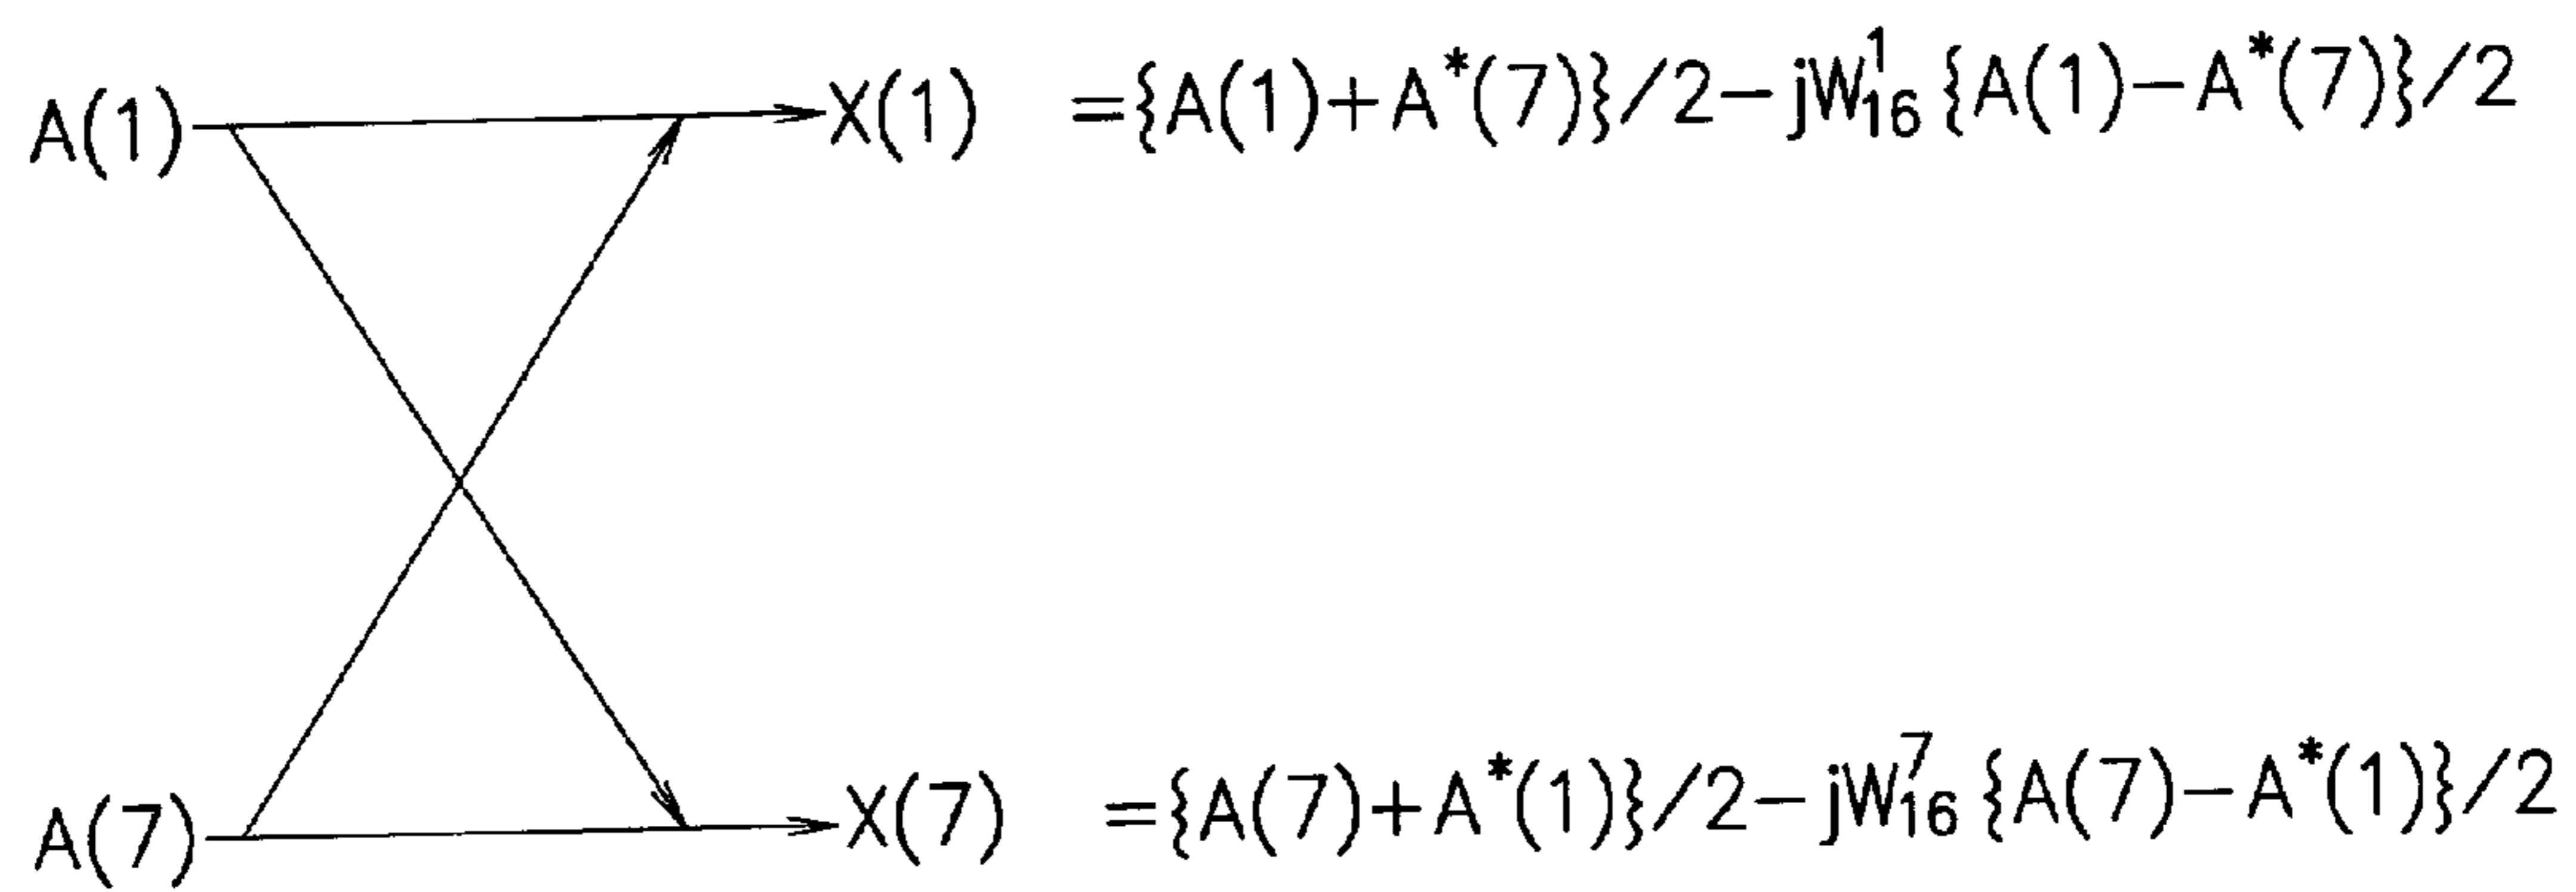 A(1) X(1) ={A(1)+A*(7)}/2-jW¹₁₆{A(1)-A*(7)}/2
A(7) X(7) ={A(7)+A*(1)}/2-jW⁷₁₆{A(7)-A*(1)}/2